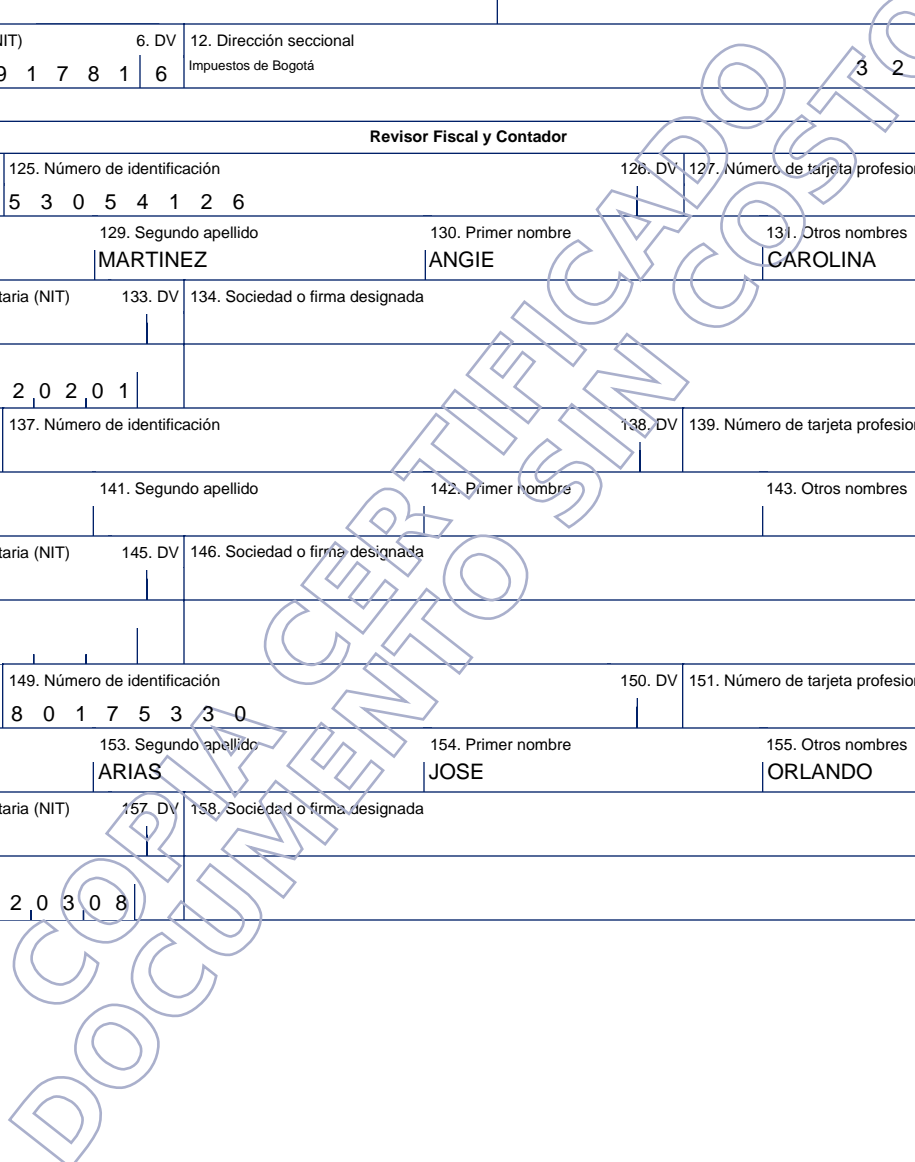 IIT) 6. DV 12. Dirección seccional
9 1 7 8 1 6 Impuestos de Bogotá 3 2
Revisor Fiscal y Contador
125. Número de identificación 126. DV 127. Número de tarjeta profesion
5 3 0 5 4 1 2 6
129. Segundo apellido 130. Primer nombre 131. Otros nombres
MARTINEZ ANGIE CAROLINA
taria (NIT) 133. DV 134. Sociedad o firma designada
2 0 2 0 1
137. Número de identificación 138. DV 139. Número de tarjeta profesion
141. Segundo apellido 142. Primer nombre 143. Otros nombres
taria (NIT) 145. DV 146. Sociedad o firma designada
149. Número de identificación 150. DV 151. Número de tarjeta profesion
8 0 1 7 5 3 3 0
153. Segundo apellido 154. Primer nombre 155. Otros nombres
ARIAS JOSE ORLANDO
taria (NIT) 157. DV 158. Sociedad o firma designada
2 0 3 0 8
COPIA CERTIFICADO
DOCUMENTO SIN COSTO